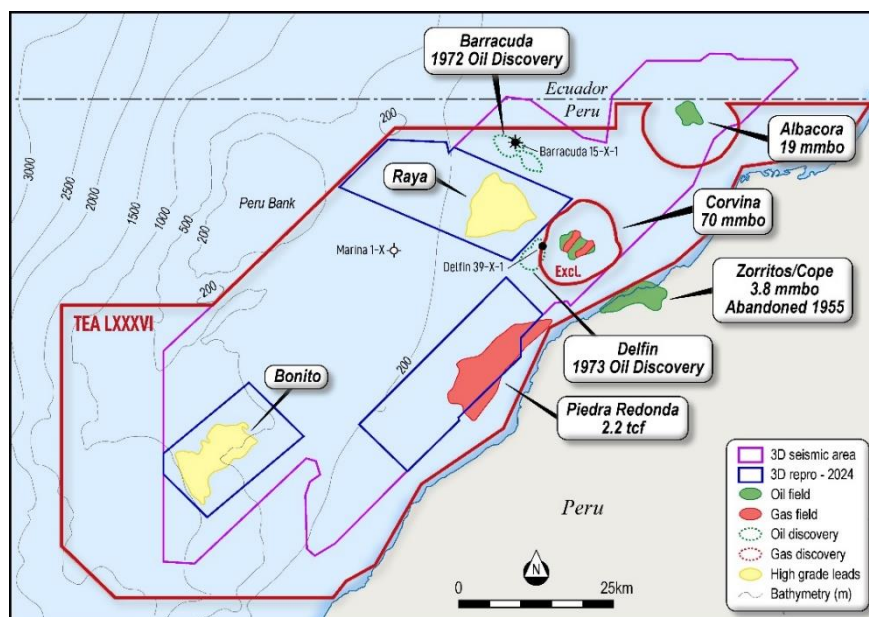 Barracuda
1972 Oil Discovery
Ecuador
Peru
200
Barracuda 15-X-1
Albacora
19 mmbo
3000
2500
2000
1500
1000
500
200
Peru Bank
Raya
Corvina
70 mmbo
Marina 1-X
Delfin 39-X-1
Excl.
Zorritos/Cope
3.8 mmbo
Abandoned 1955
200
TEA LXXXVI
Delfin
1973 Oil Discovery
200
Bonito
Piedra Redonda
2.2 tcf
Peru
N
0
25km
3D seismic area
3D repro - 2024
Oil field
Gas field
Oil discovery
Gas discovery
High grade leads
Bathymetry (m)